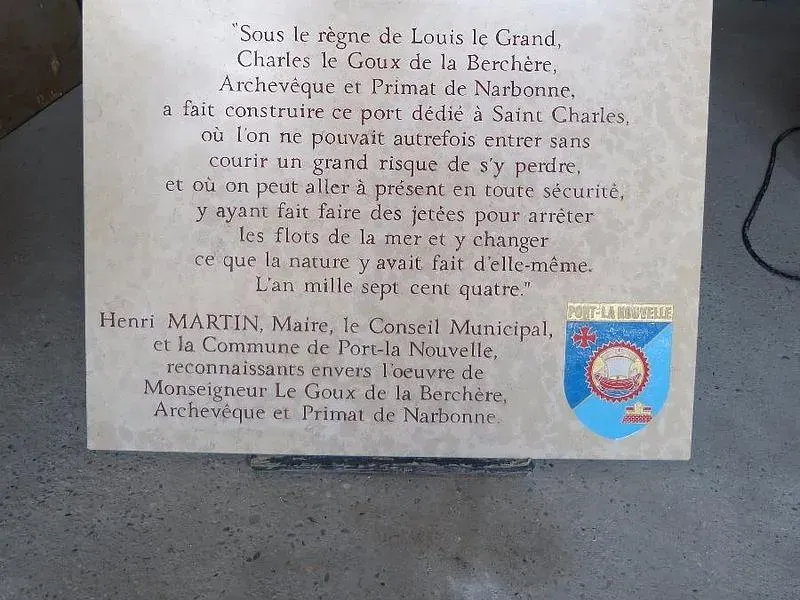 "Sous le règne de Louis le Grand,
Charles le Goux de la Berchère,
Archevêque et Primat de Narbonne,
a fait construire ce port dédié à Saint Charles,
où l'on ne pouvait autrefois entrer sans
courir un grand risque de s'y perdre,
et où on peut aller à présent en toute sécurité,
y ayant fait faire des jetées pour arrêter
les flots de la mer et y changer
ce que la nature y avait fait d'elle-même.
L'an mille sept cent quatre."
Henri MARTIN, Maire, le Conseil Municipal,
et la Commune de Port-la Nouvelle,
reconnaissants envers l'oeuvre de
Monseigneur Le Goux de la Berchère,
Archevêque et Primat de Narbonne.
PORT-LA NOUVELLE